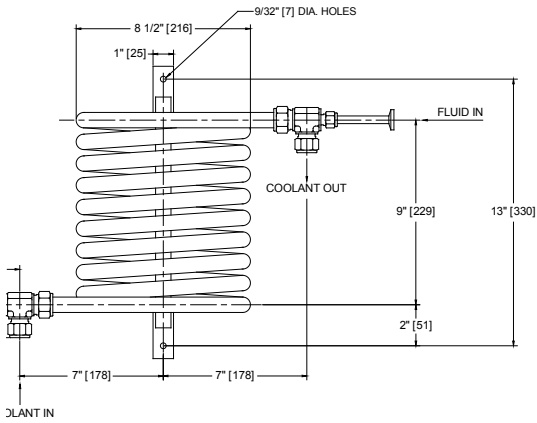 9/32" [7] DIA. HOLES
8 1/2" [216]
1" [25]
FLUID IN
COOLANT OUT
9" [229]
13" [330]
2" [51]
7" [178]
7" [178]
OLANT IN